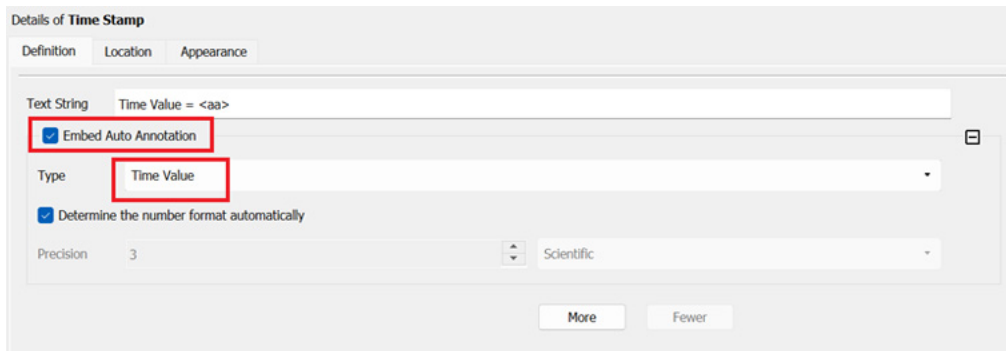 Details of Time Stamp
Definition Location Appearance
Text String Time Value = <aa>
Embed Auto Annotation
Type Time Value
Determine the number format automatically
Precision 3 Scientific
More Fewer